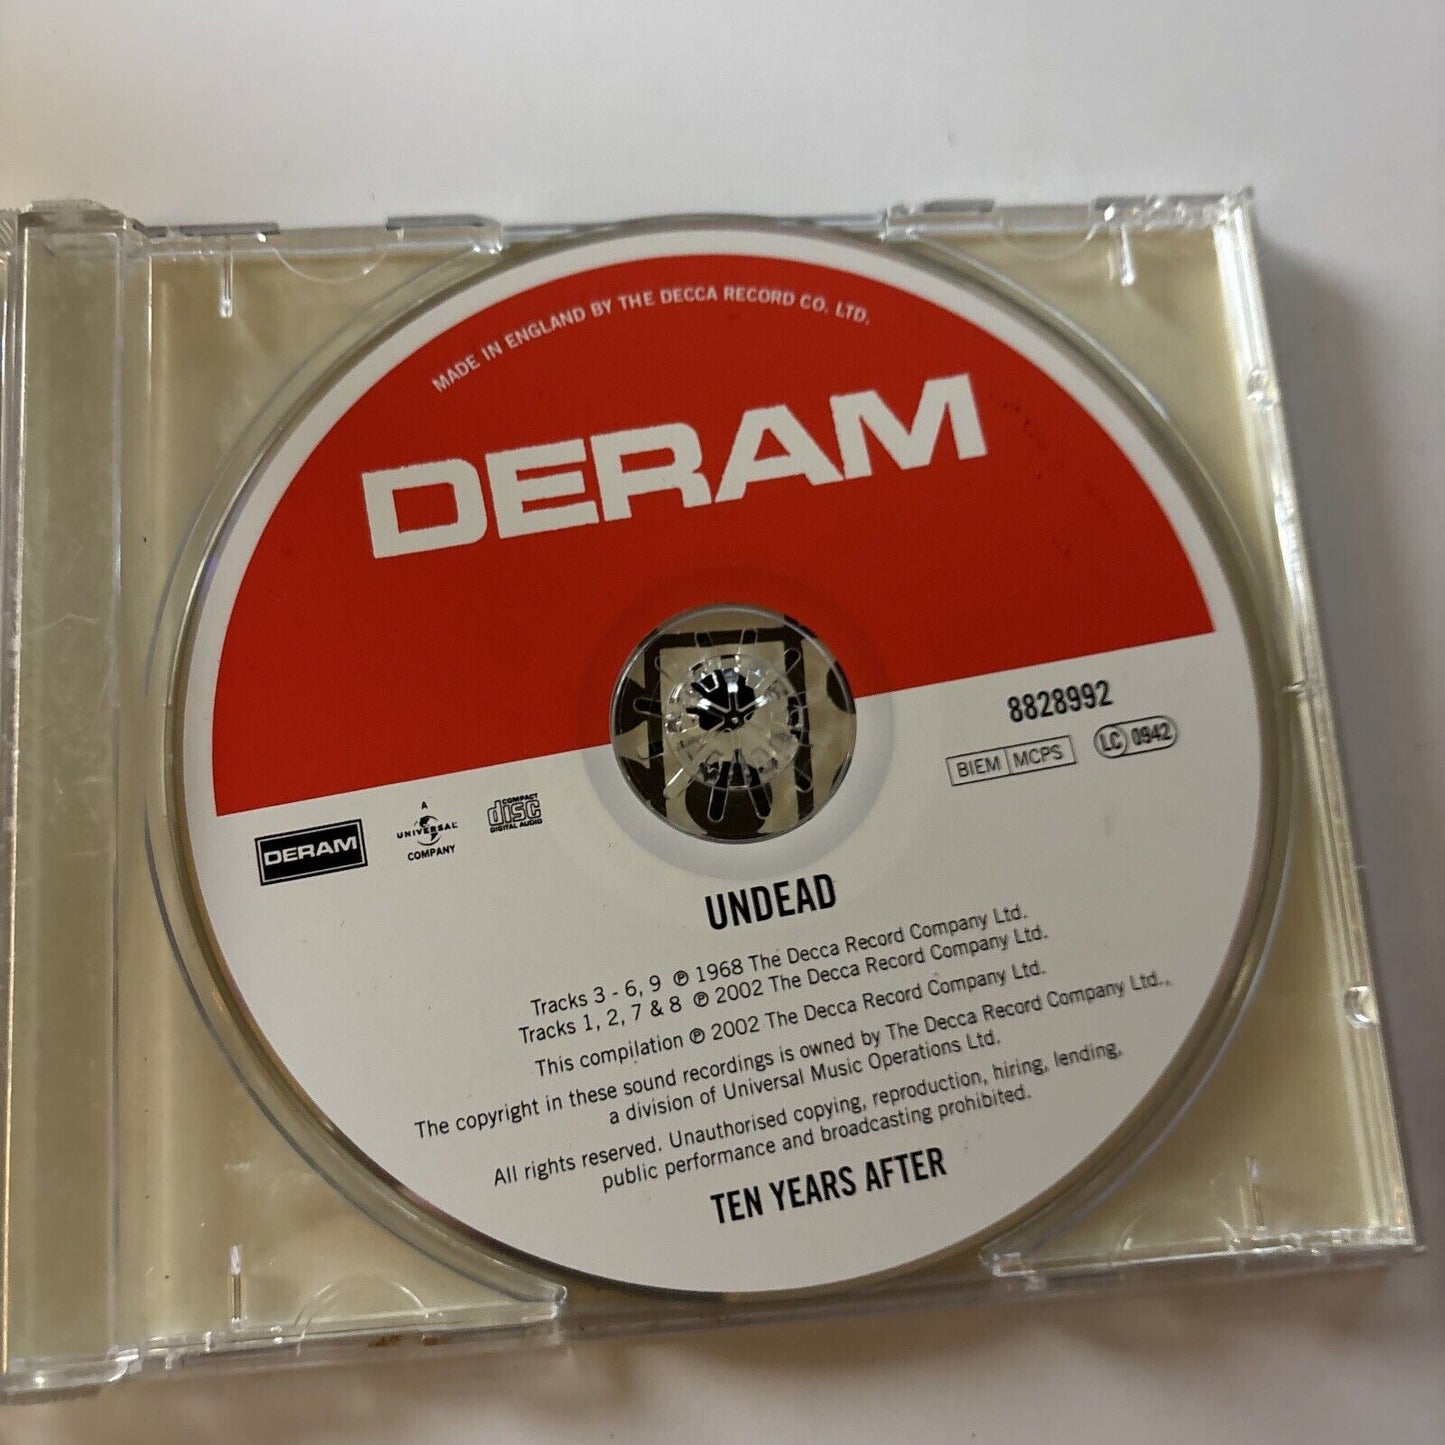 MADE IN ENGLAND BY THE DECCA RECORD CO. LTD.
DERAM
8828992
BIEM MCPS
LC 0942
DERAM
A
UNIVERSAL
COMPANY
COMPACT
disc
DIGITAL AUDIO
UNDEAD
Tracks 3 - 6, 9 ℗ 1968 The Decca Record Company Ltd.
Tracks 1, 2, 7 & 8 ℗ 2002 The Decca Record Company Ltd.
This compilation ℗ 2002 The Decca Record Company Ltd.
The copyright in these sound recordings is owned by The Decca Record Company Ltd.,
a division of Universal Music Operations Ltd.
All rights reserved. Unauthorised copying, reproduction, hiring, lending,
public performance and broadcasting prohibited.
TEN YEARS AFTER